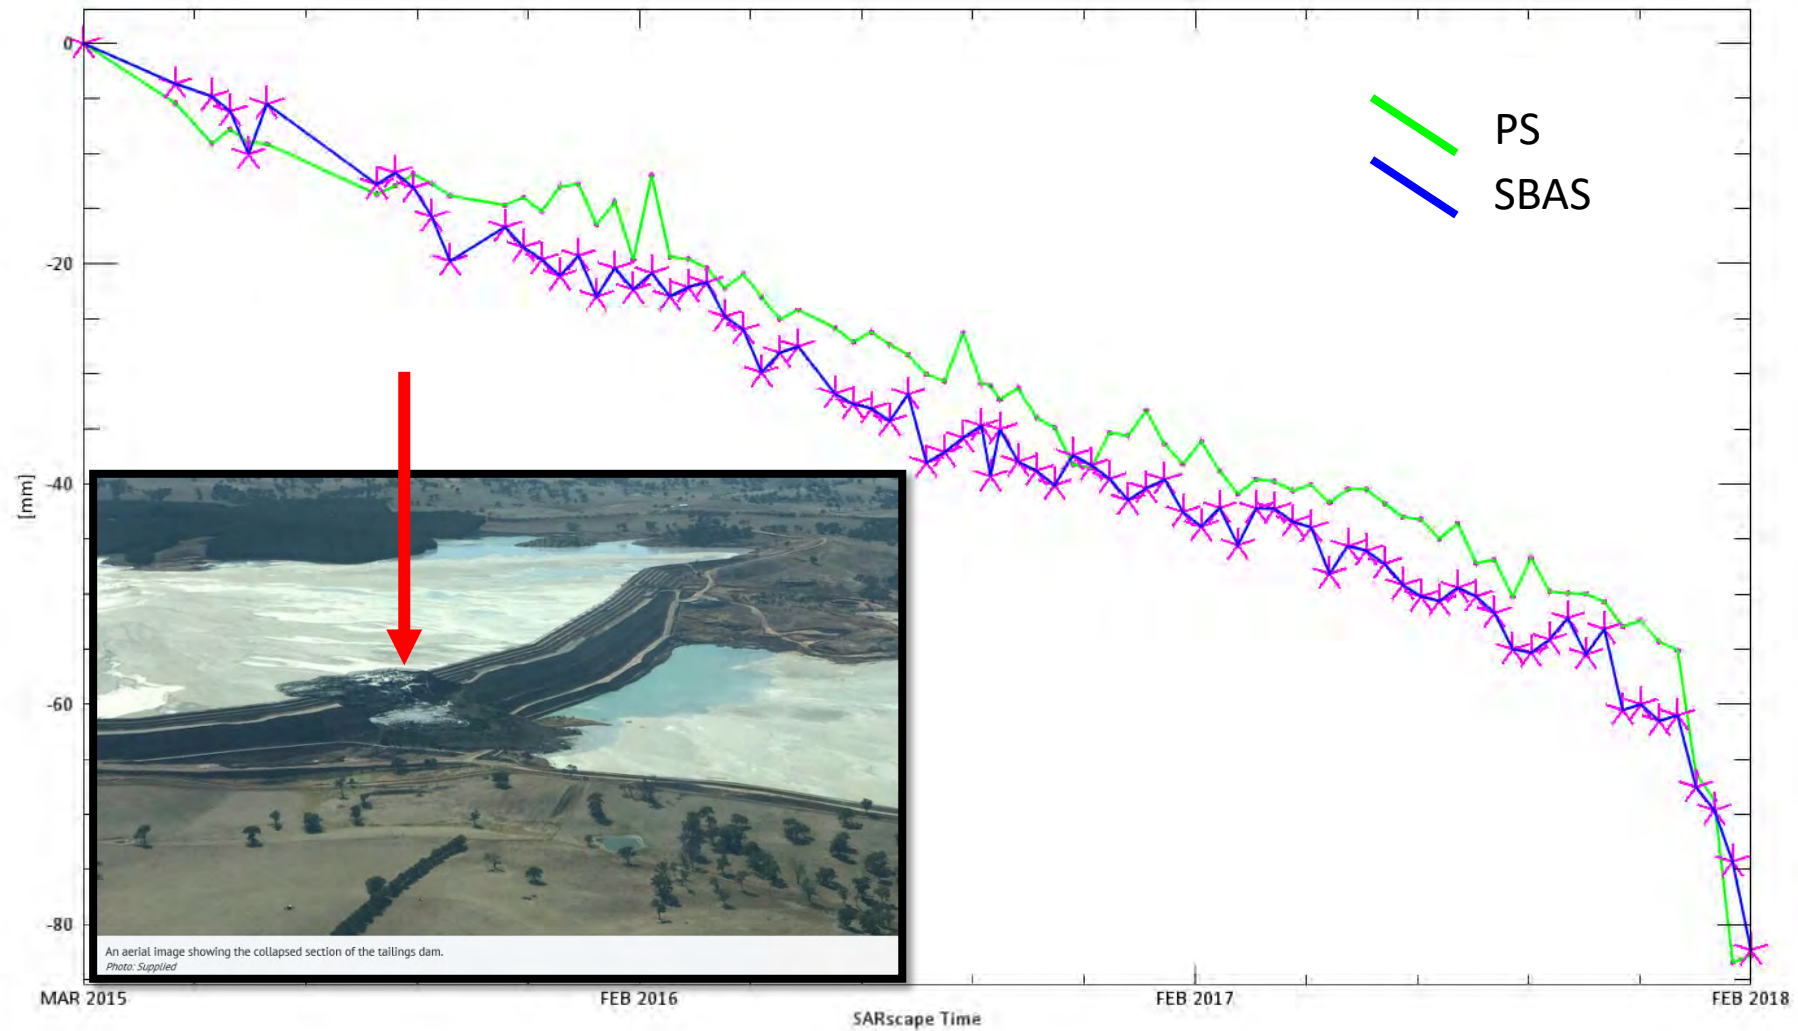 0
-20
-40
-60
-80
[mm]
PS
SBAS
An aerial image showing the collapsed section of the tailings dam.
Photo: Supplied
MAR 2015
FEB 2016
FEB 2017
FEB 2018
SARscape Time